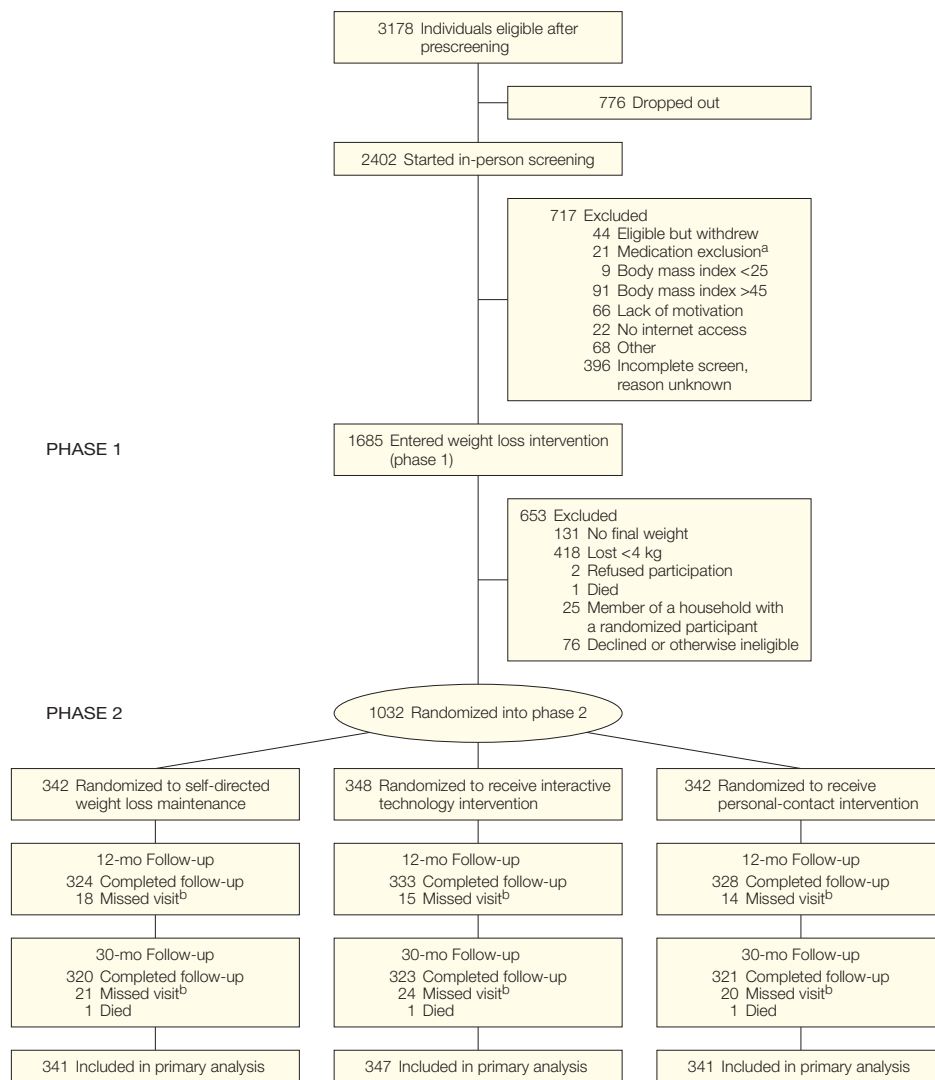 3178 Individuals eligible after
prescreening
776 Dropped out
2402 Started in-person screening
717 Excluded
44 Eligible but withdrew
21 Medication exclusionᵃ
9 Body mass index <25
91 Body mass index >45
66 Lack of motivation
22 No internet access
68 Other
396 Incomplete screen,
reason unknown
PHASE 1
1685 Entered weight loss intervention
(phase 1)
653 Excluded
131 No final weight
418 Lost <4 kg
2 Refused participation
1 Died
25 Member of a household with
a randomized participant
76 Declined or otherwise ineligible
PHASE 2
1032 Randomized into phase 2
342 Randomized to self-directed
weight loss maintenance
348 Randomized to receive interactive
technology intervention
342 Randomized to receive
personal-contact intervention
12-mo Follow-up
324 Completed follow-up
18 Missed visitᵇ
12-mo Follow-up
333 Completed follow-up
15 Missed visitᵇ
12-mo Follow-up
328 Completed follow-up
14 Missed visitᵇ
30-mo Follow-up
320 Completed follow-up
21 Missed visitᵇ
1 Died
30-mo Follow-up
323 Completed follow-up
24 Missed visitᵇ
1 Died
30-mo Follow-up
321 Completed follow-up
20 Missed visitᵇ
1 Died
341 Included in primary analysis
347 Included in primary analysis
341 Included in primary analysis